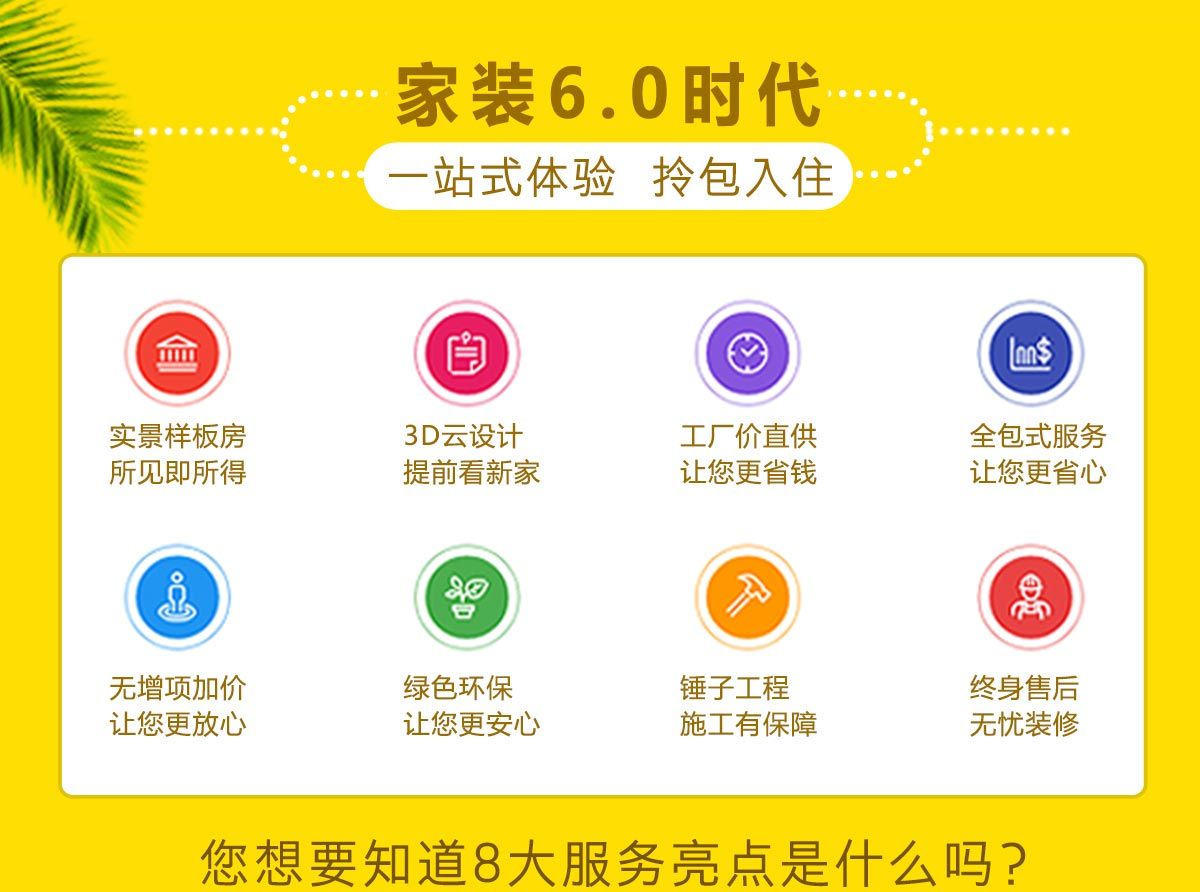 家装6.0时代
一站式体验 拎包入住
实景样板房
所见即所得
3D云设计
提前看新家
工厂价直供
让您更省钱
全包式服务
让您更省心
无增项加价
让您更放心
绿色环保
让您更安心
锤子工程
施工有保障
终身售后
无忧装修
您想要知道8大服务亮点是什么吗？